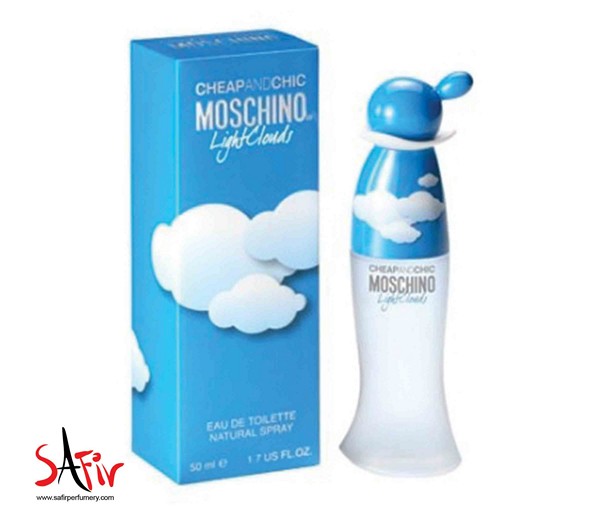 MOSCHINO
CHEAPANDCHIC
MOSCHINO
LightClouds
EAU DE TOILETTE
NATURAL SPRAY
50 ml e 1.7 US FL.OZ.
CHEAPANDCHIC
MOSCHINO
LightClouds
SAFIR
www.safirperfumery.com